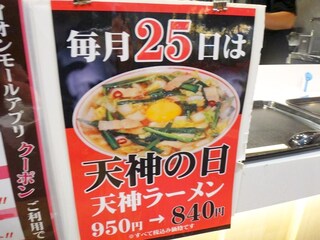 毎月25日は
天神の日
天神ラーメン
950円→840円
※すべて税込み価格です
イオンモールアプリ
クーポン
ご利用で